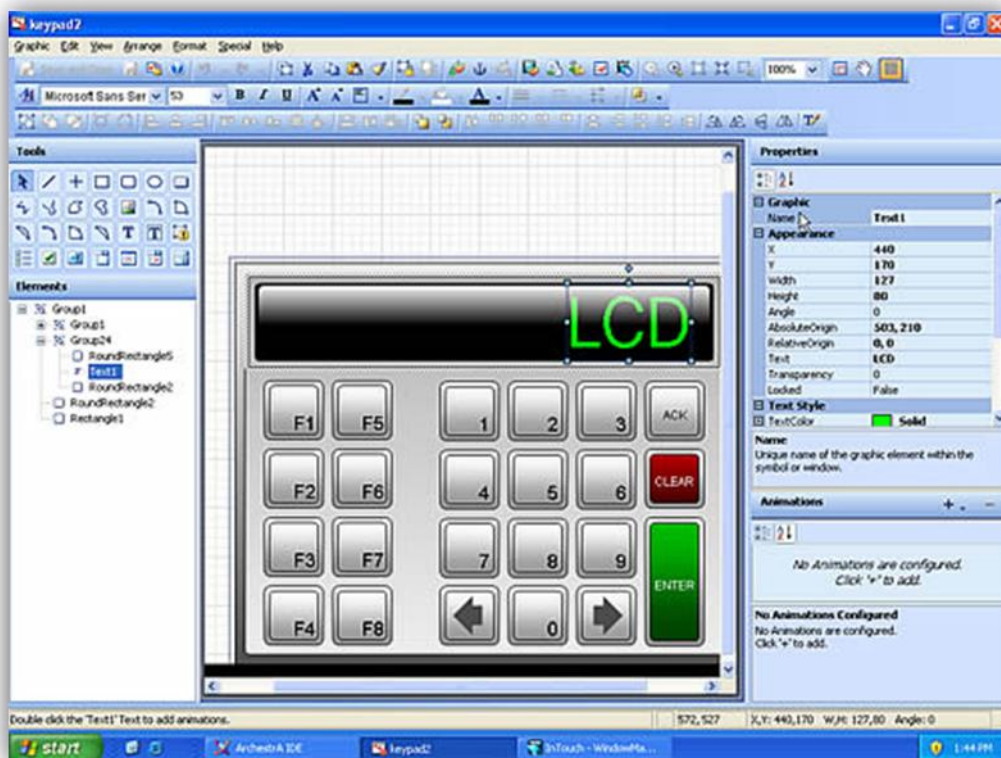 keypad2
Graphic Edit View Arrange Format Special Help
100%
Microsoft Sans Ser 53 B I U A A A
Tools
T T
Elements
Group1
Group1
Group24
RoundRectangle5
Text1
RoundRectangle2
RoundRectangle2
Rectangle1
LCD
F1 F5 1 2 3 ACK
F2 F6 4 5 6 CLEAR
F3 F7 7 8 9 ENTER
F4 F8 0
Properties
Graphic
Name Text1
Appearance
X 440
Y 170
Width 127
Height 80
Angle 0
AbsoluteOrigin 503, 210
RelativeOrigin 0, 0
Text LCD
Transparency 0
Locked False
Text Style
TextColor Solid
Name
Unique name of the graphic element within the
symbol or window.
Animations
No Animations are configured.
Click '+' to add.
No Animations Configured
No Animations are configured.
Click '+' to add.
Double click the 'Text1' Text to add animations. 572,527 X,Y: 440,170 W,H: 127,80 Angle: 0
start ArchestrA IDE keypad2 InTouch - WindowMa... 1:44 PM